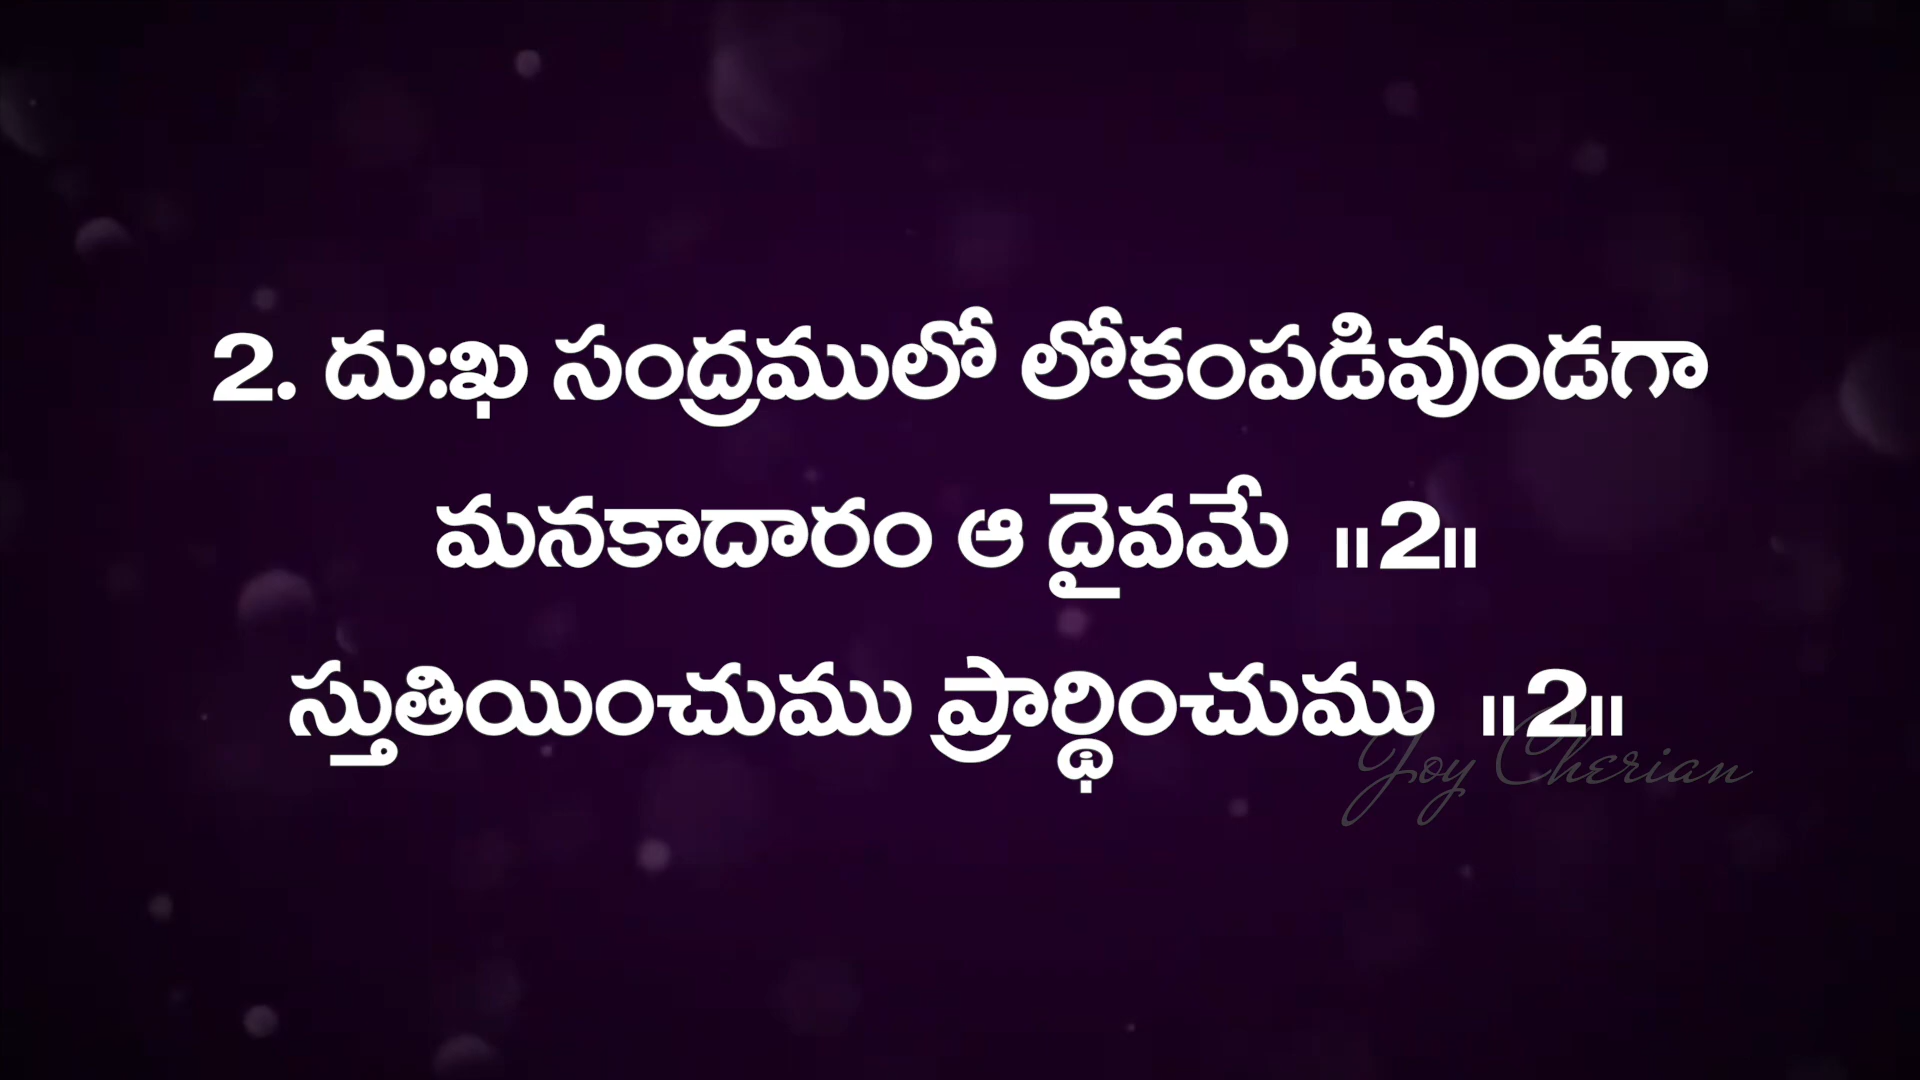 2. దుఃఖ సంద్రములో లోకంపడివుండగా
మనకాదారం ఆ దైవమే ॥2॥
స్తుతియించుము ప్రార్థించుము ॥2॥
Joy Cherian